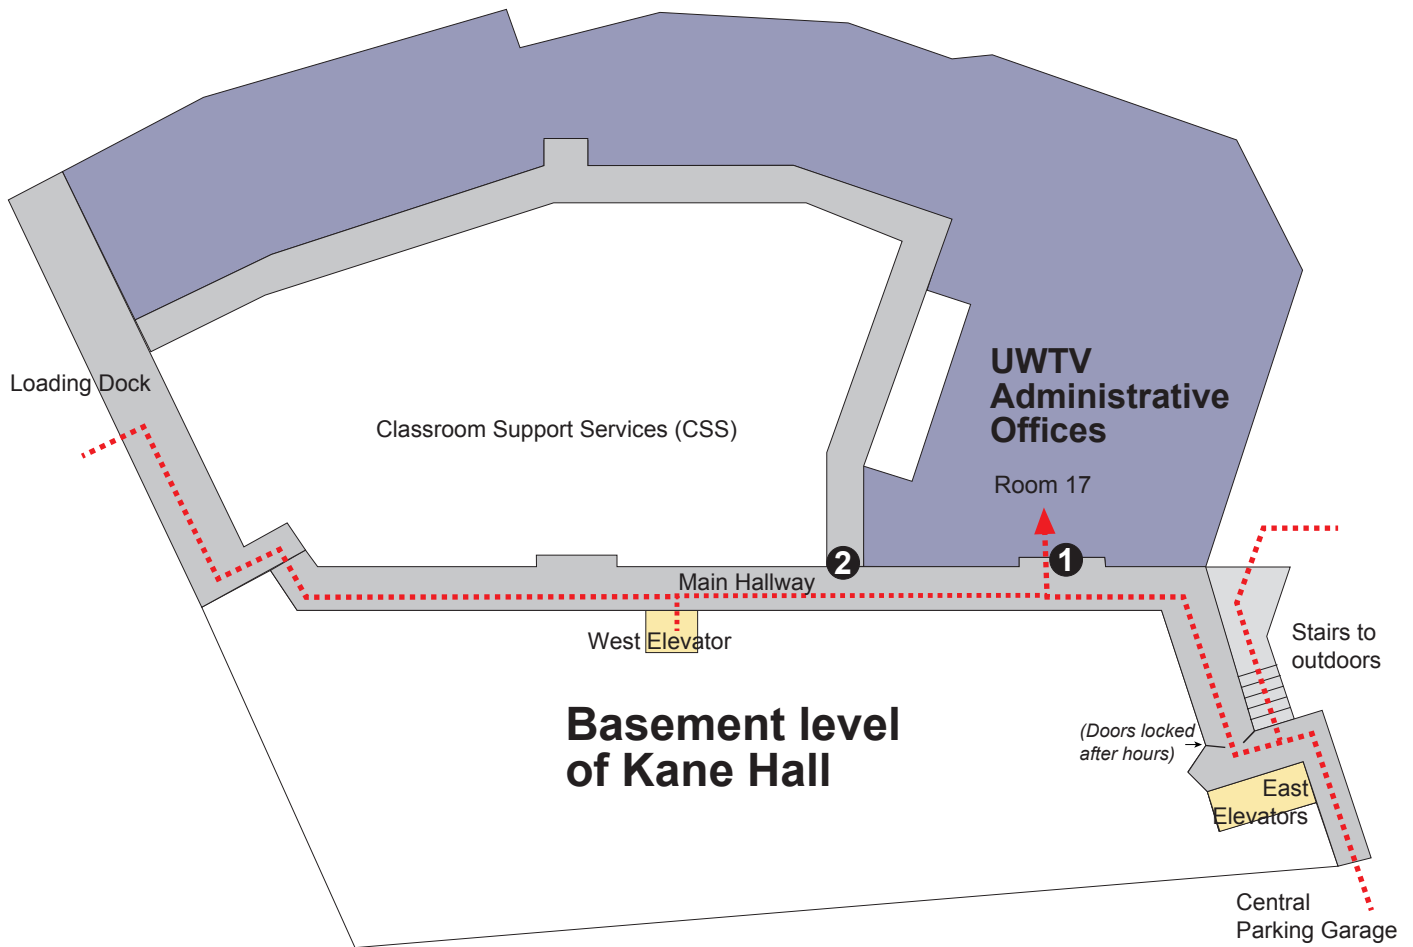 UWTV
Administrative
Offices
Room 17
Loading Dock
Classroom Support Services (CSS)
1
2
Main Hallway
West Elevator
Stairs to
outdoors
Basement level
of Kane Hall
(Doors locked
after hours)
East
Elevators
Central
Parking Garage